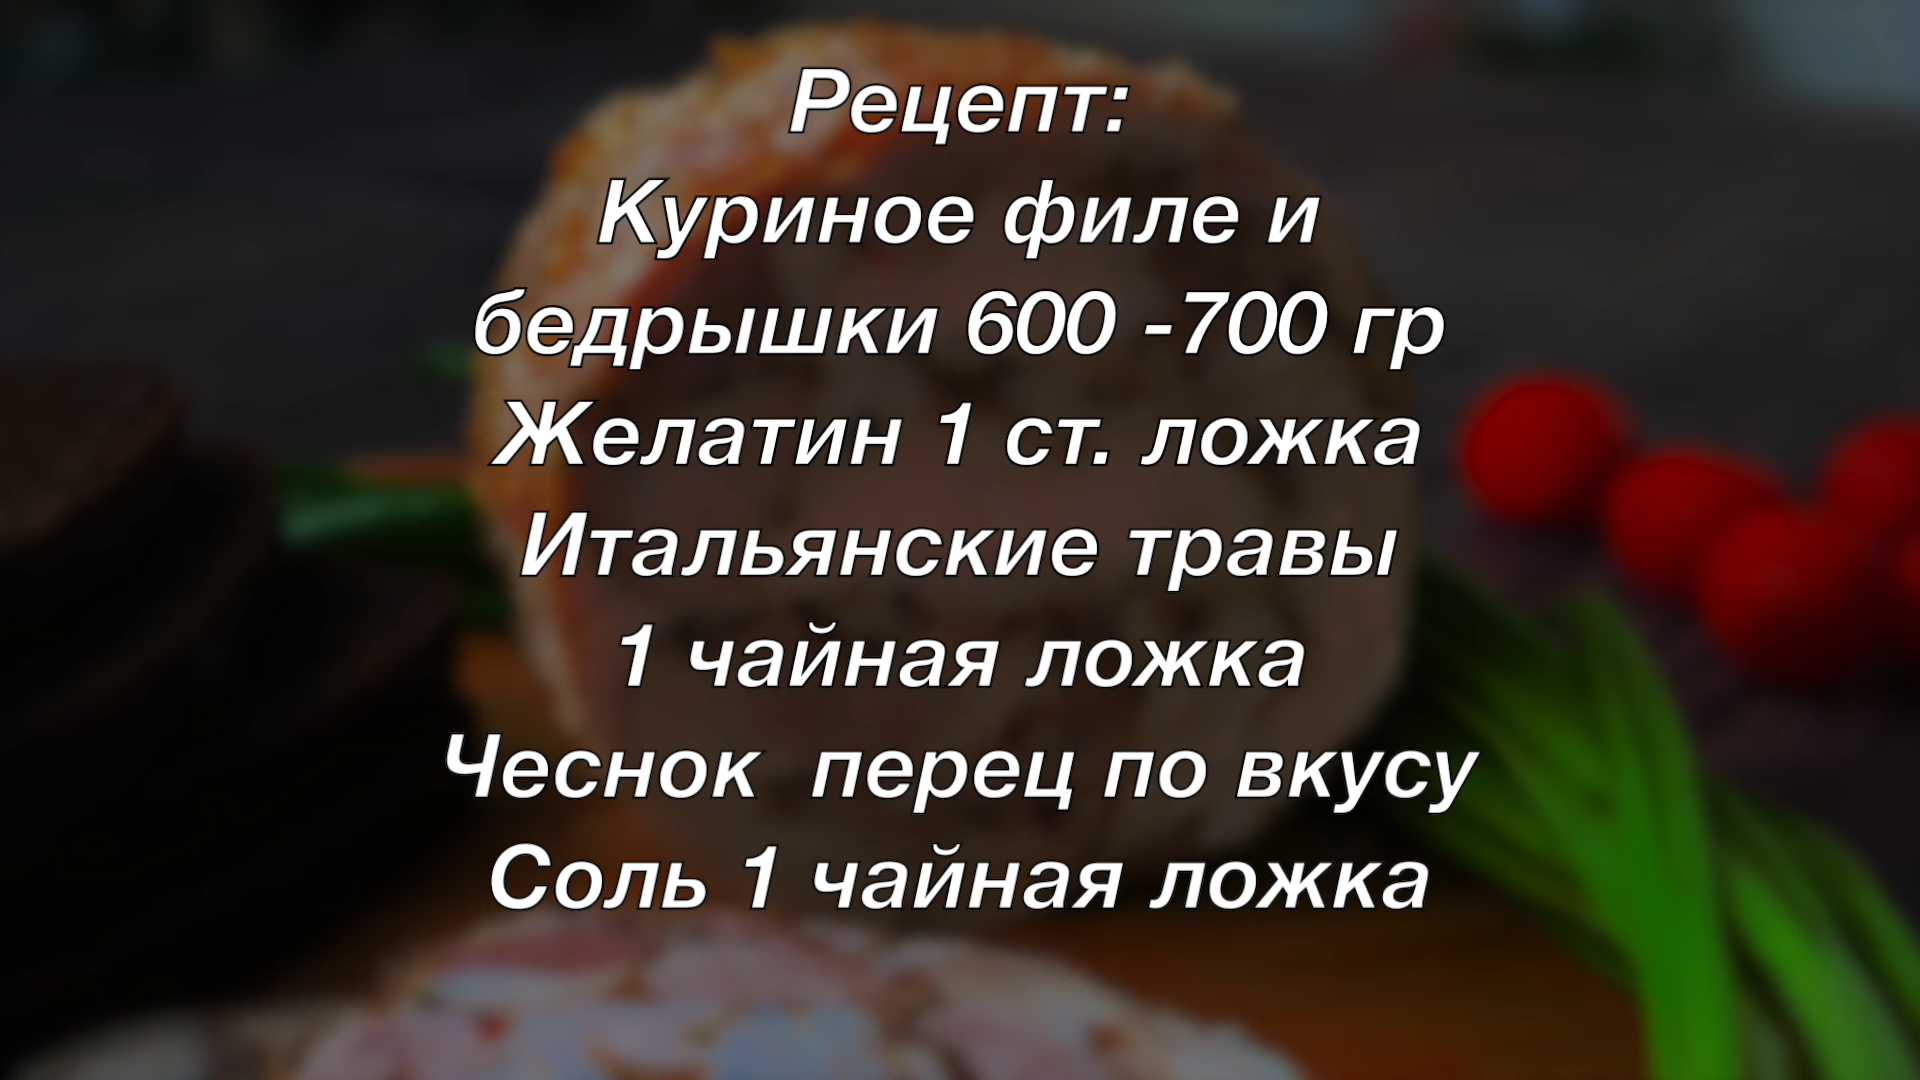 Рецепт:
Куриное филе и
бедрышки 600 -700 гр
Желатин 1 ст. ложка
Итальянские травы
1 чайная ложка
Чеснок  перец по вкусу
Соль 1 чайная ложка